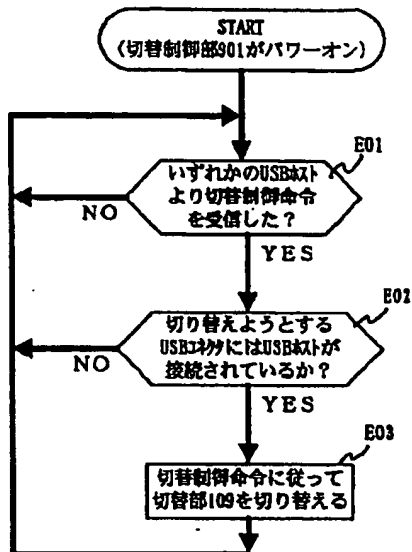 START
(切替制御部901がパワーオン)
E01
いずれかのUSBホスト
より切替制御命令
を受信した?
NO
YES
E02
切り替えようとする
USBコネクタにはUSBホストが
接続されているか?
NO
YES
E03
切替制御命令に従って
切替部109を切り替える